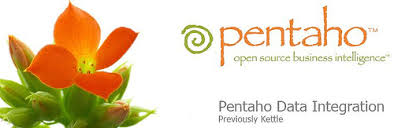 pentaho™
open source business intelligence™
Pentaho Data Integration
Previously Kettle